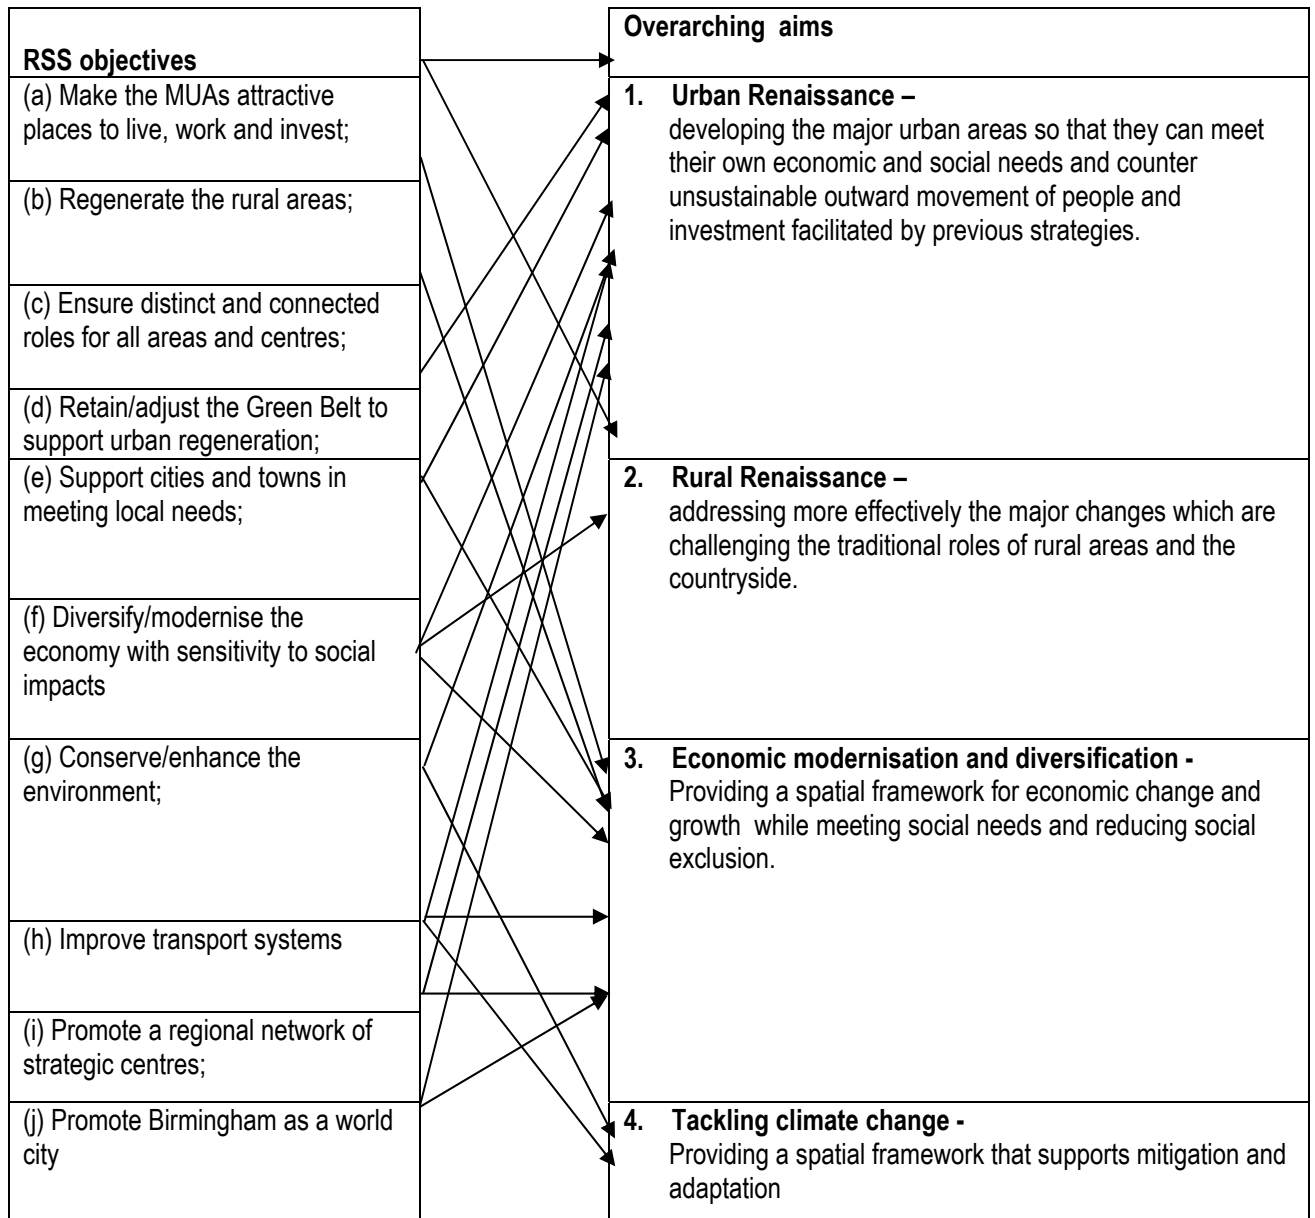 RSS objectives
(a) Make the MUAs attractive
places to live, work and invest;
(b) Regenerate the rural areas;
(c) Ensure distinct and connected
roles for all areas and centres;
(d) Retain/adjust the Green Belt to
support urban regeneration;
(e) Support cities and towns in
meeting local needs;
(f) Diversify/modernise the
economy with sensitivity to social
impacts
(g) Conserve/enhance the
environment;
(h) Improve transport systems
(i) Promote a regional network of
strategic centres;
(j) Promote Birmingham as a world
city
Overarching aims
1. Urban Renaissance –
developing the major urban areas so that they can meet
their own economic and social needs and counter
unsustainable outward movement of people and
investment facilitated by previous strategies.
2. Rural Renaissance –
addressing more effectively the major changes which are
challenging the traditional roles of rural areas and the
countryside.
3. Economic modernisation and diversification -
Providing a spatial framework for economic change and
growth while meeting social needs and reducing social
exclusion.
4. Tackling climate change -
Providing a spatial framework that supports mitigation and
adaptation